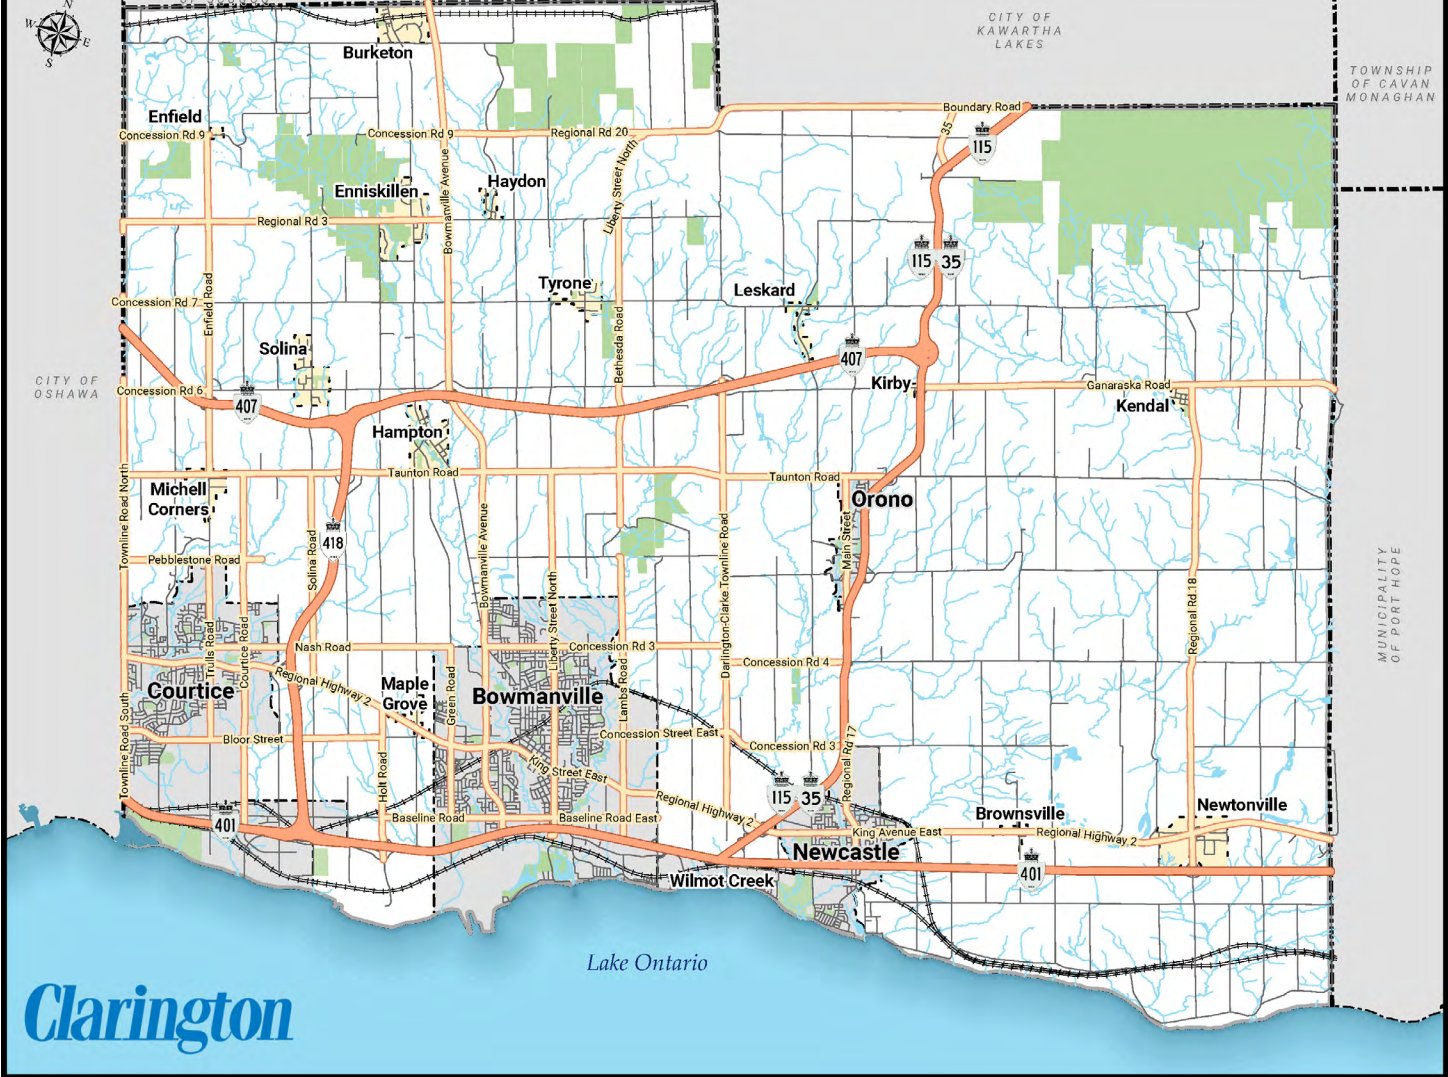 N
W
E
S
CITY OF
KAWARTHA
LAKES
TOWNSHIP
OF CAVAN
MONAGHAN
Burketon
Boundary Road
Enfield
Concession Rd 9
Concession Rd 9
Regional Rd 20
35
115
Liberty Street North
Bowmanville Avenue
Enniskillen
Haydon
Regional Rd 3
115
35
Tyrone
Leskard
Concession Rd 7
Enfield Road
Bethesda Road
Solina
407
CITY OF
OSHAWA
Concession Rd 6
407
Kirby
Ganaraska Road
Kendal
Hampton
Taunton Road
Taunton Road
Michell
Corners
Townline Road North
Orono
418
Solina Road
Bowmanville Avenue
Darlington-Clarke Townline Road
Main Street
Pebblestone Road
Liberty Street North
Regional Rd 18
MUNICIPALITY
OF PORT HOPE
Trulls Road
Courtice Road
Nash Road
Concession Rd 3
Concession Rd 4
Regional Highway 2
Courtice
Maple
Grove
Green Road
Bowmanville
Lambs Road
Townline Road South
Bloor Street
Concession Street East
Concession Rd 3
Regional Rd 17
Holt Road
King Street East
115
35
Regional Highway 2
401
Baseline Road
Baseline Road East
Brownsville
Newtonville
King Avenue East
Regional Highway 2
Newcastle
Wilmot Creek
401
Lake Ontario
Clarington